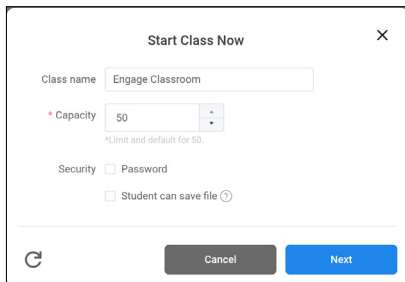 Start Class Now
Class name Engage Classroom
* Capacity 50
*Limit and default for 50.
Security Password
Student can save file ?
Cancel Next